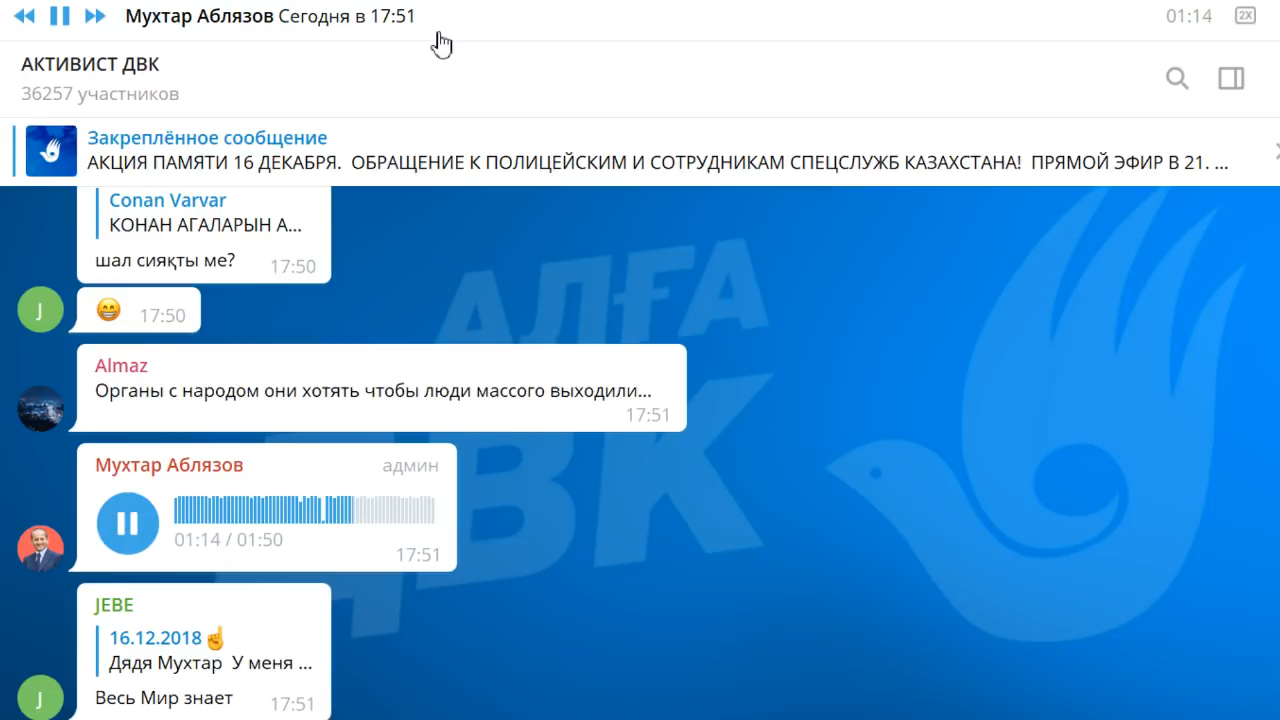 Мухтар Аблязов Сегодня в 17:51
01:14
2X
АКТИВИСТ ДВК
36257 участников
Закреплённое сообщение
АКЦИЯ ПАМЯТИ 16 ДЕКАБРЯ. ОБРАЩЕНИЕ К ПОЛИЦЕЙСКИМ И СОТРУДНИКАМ СПЕЦСЛУЖБ КАЗАХСТАНА! ПРЯМОЙ ЭФИР В 21. ...
Conan Varvar
КОНАН АГАЛАРЫН А...
шал сияқты ме?
17:50
J
😁
17:50
Almaz
Органы с народом они хотять чтобы люди массого выходили...
17:51
Мухтар Аблязов
админ
01:14 / 01:50
17:51
JEBE
16.12.2018☝
Дядя Мухтар У меня ...
Весь Мир знает
17:51
J
АЛҒА
ДВК